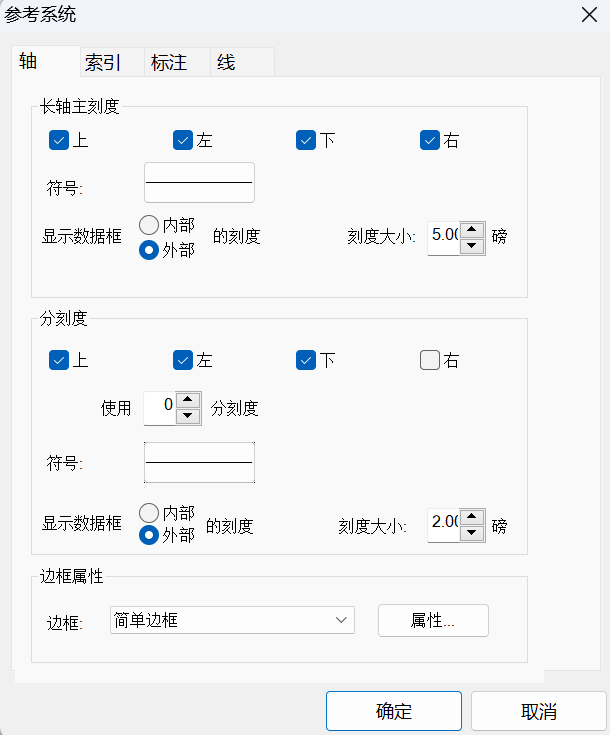 参考系统
轴 索引 标注 线
长轴主刻度
上 左 下 右
符号:
显示数据框 内部 外部 的刻度 刻度大小: 5.00 磅
分刻度
上 左 下 右
使用 0 分刻度
符号:
显示数据框 内部 外部 的刻度 刻度大小: 2.00 磅
边框属性
边框: 简单边框 属性...
确定 取消